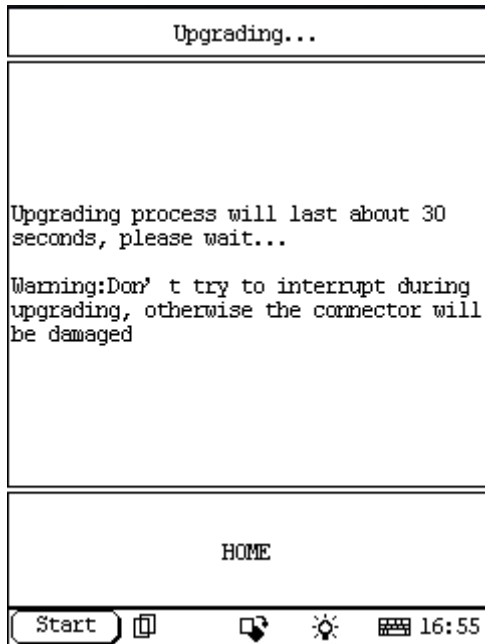 Upgrading...
Upgrading process will last about 30
seconds, please wait...
Warning:Don’ t try to interrupt during
upgrading, otherwise the connector will
be damaged
HOME
Start 16:55